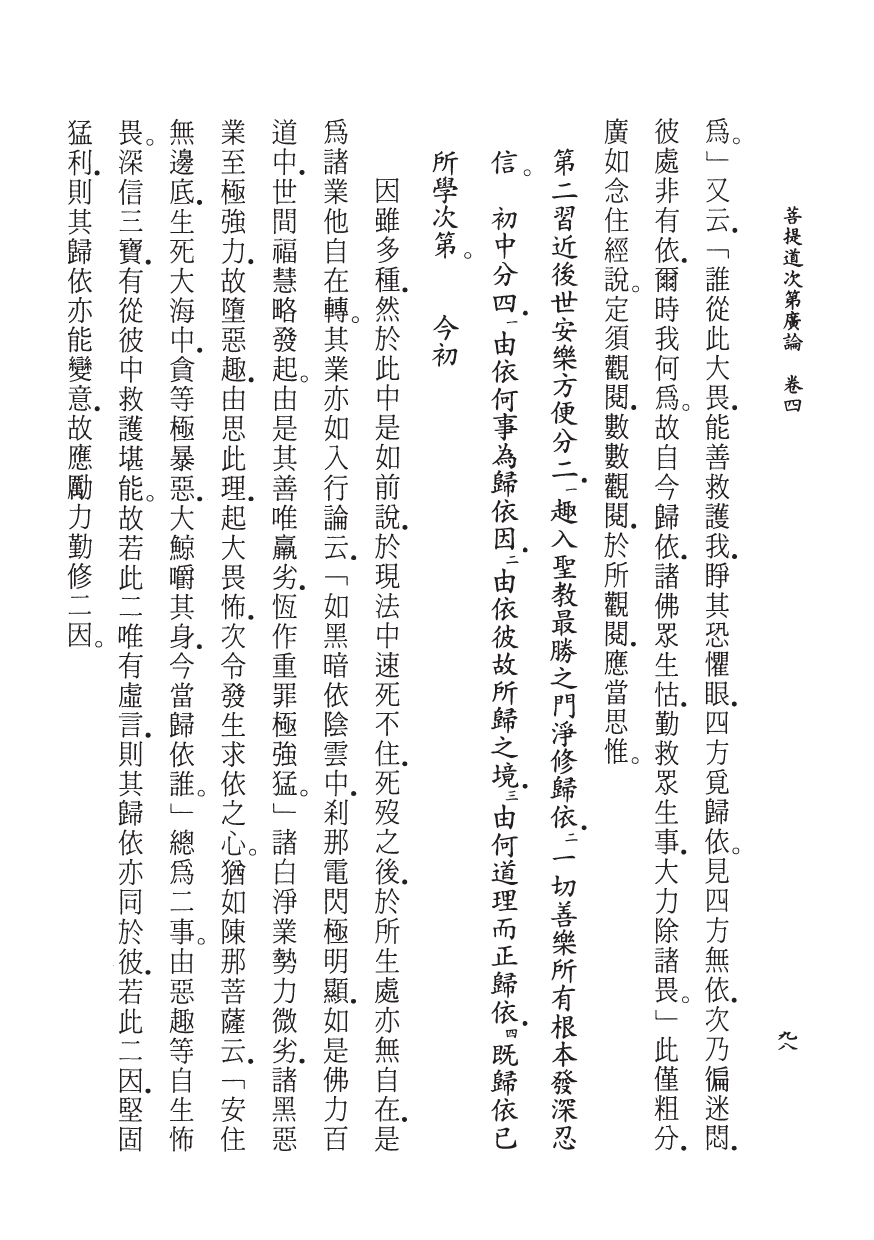 菩提道次第廣論　卷四
九八
爲。」又云．「誰從此大畏．能善救護我．睜其恐懼眼．四方覓歸依。見四方無依．次乃徧迷悶．
彼處非有依．爾時我何爲。故自今歸依．諸佛眾生怙．勤救眾生事．大力除諸畏。」此僅粗分．
廣如念住經說。定須觀閱．數數觀閱．於所觀閱．應當思惟。
第二習近後世安樂方便分二．一趣入聖教最勝之門淨修歸依．二一切善樂所有根本發深忍
信。　初中分四．一由依何事為歸依因．二由依彼故所歸之境．三由何道理而正歸依．四既歸依已
所學次第。　今初
因雖多種．然於此中是如前說．於現法中速死不住．死歿之後．於所生處亦無自在．是
爲諸業他自在轉。其業亦如入行論云．「如黑暗依陰雲中．剎那電閃極明顯．如是佛力百
道中．世間福慧略發起。由是其善唯羸劣．恆作重罪極強猛。」諸白淨業勢力微劣．諸黑惡
業至極強力．故墮惡趣．由思此理．起大畏怖．次令發生求依之心。猶如陳那菩薩云．「安住
無邊底．生死大海中．貪等極暴惡．大鯨嚼其身．今當歸依誰。」總爲二事。由惡趣等自生怖
畏。深信三寶．有從彼中救護堪能。故若此二唯有虛言．則其歸依亦同於彼．若此二因．堅固
猛利．則其歸依亦能變意．故應勵力勤修二因。